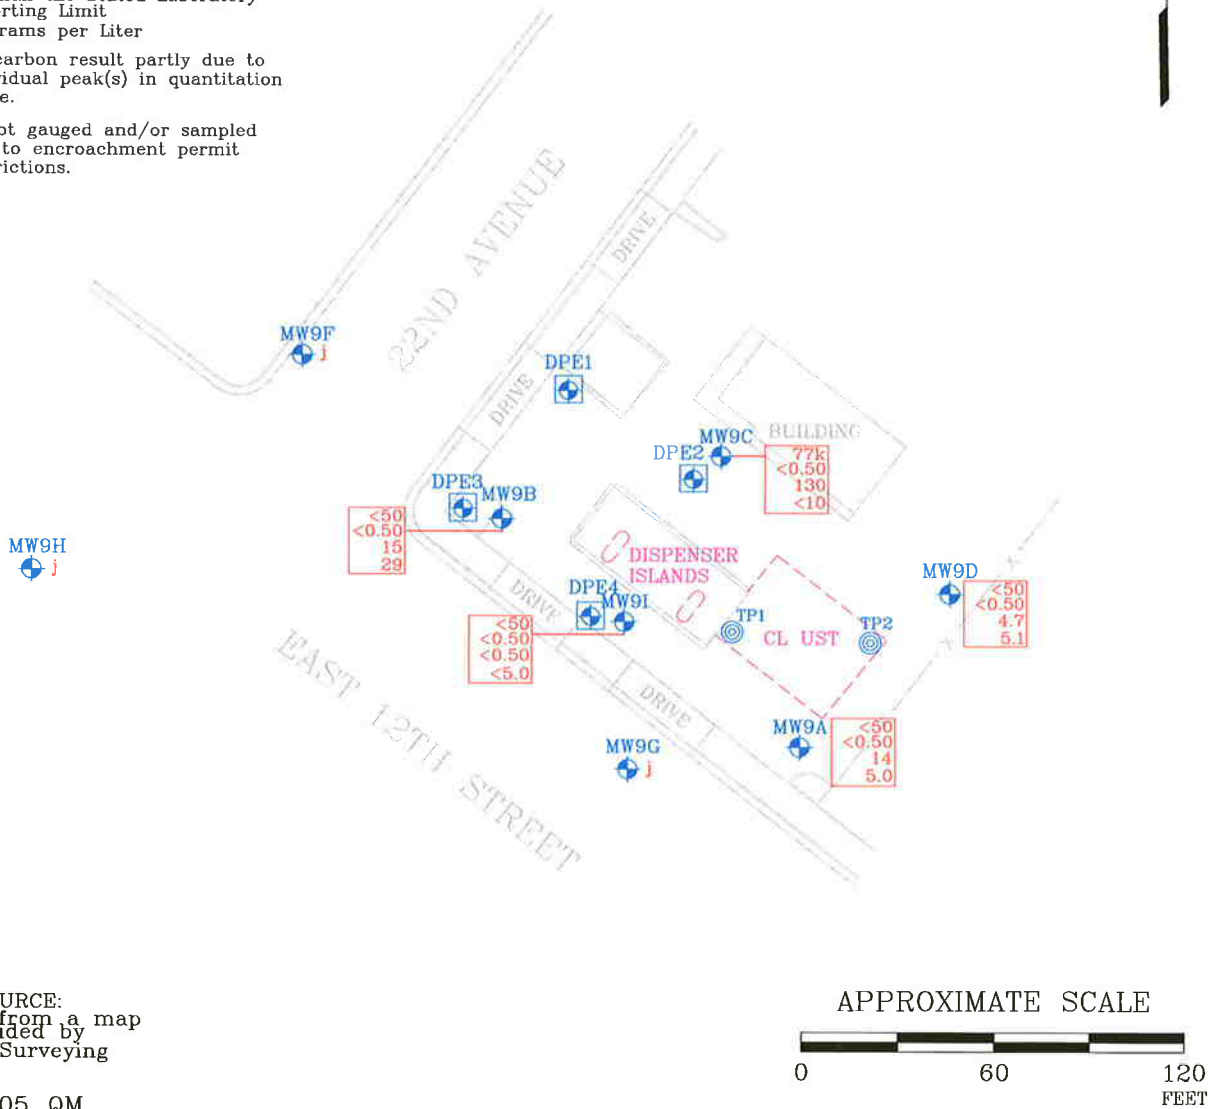 rting Limit
rams per Liter
carbon result partly due to
vidual peak(s) in quantitation
e.
ot gauged and/or sampled
to encroachment permit
rictions.
22ND AVENUE
DRIVE
MW9F
j
DPE1
DRIVE
BUILDING
MW9C
DPE2
77k
<0.50
130
<10
DPE3
MW9B
<50
<0.50
15
29
MW9H
j
DISPENSER
ISLANDS
MW9D
<50
<0.50
4.7
5.1
DRIVE
DPE4
MW9I
<50
<0.50
<0.50
<5.0
TP1
TP2
CL UST
EAST 12TH STREET
DRIVE
MW9A
<50
<0.50
14
5.0
MW9G
j
URCE:
from a map
ided by
Surveying
05 QM
APPROXIMATE SCALE
0 60 120
FEET